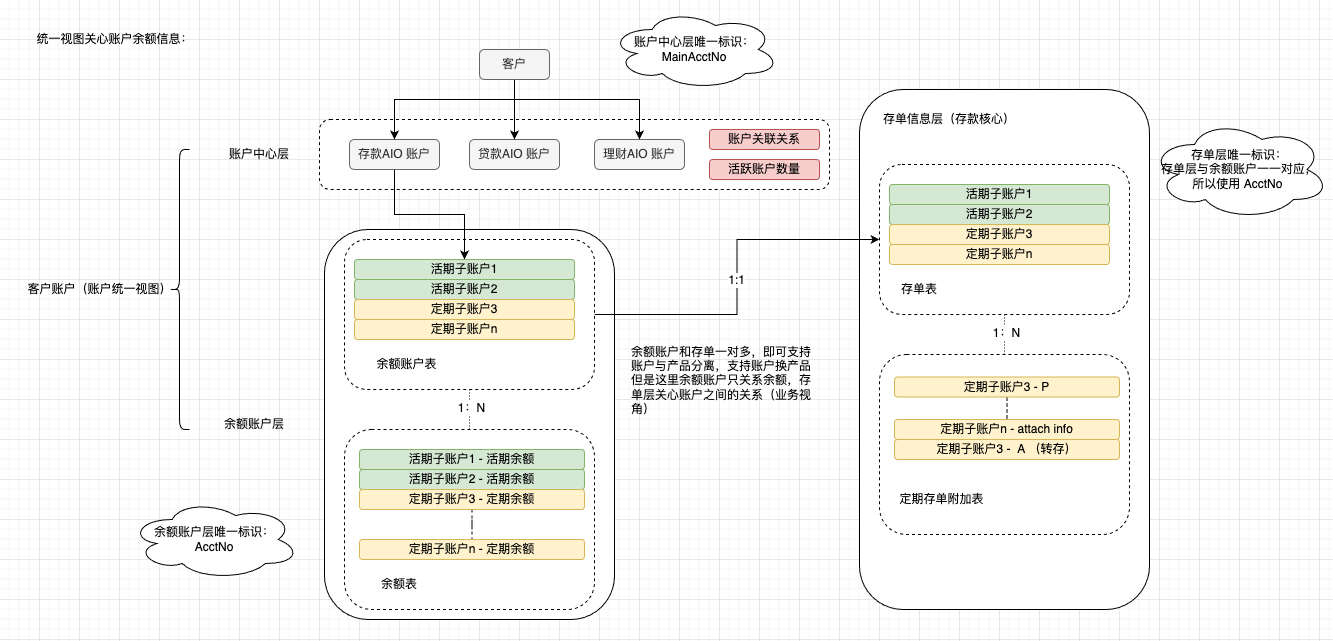 统一视图关心账户余额信息：
账户中心层唯一标识：
MainAcctNo
客户
账户中心层
存款AIO 账户
贷款AIO 账户
理财AIO 账户
账户关联关系
活跃账户数量
客户账户（账户统一视图）
活期子账户1
活期子账户2
定期子账户3
定期子账户n
余额账户表
1：N
余额账户层
活期子账户1 - 活期余额
活期子账户2 - 活期余额
定期子账户3 - 定期余额
定期子账户n - 定期余额
余额表
余额账户层唯一标识：
AcctNo
1:1
余额账户和存单一对多，即可支持
账户与产品分离，支持账户换产品
但是这里余额账户只关系余额，存
单层关心账户之间的关系（业务视
角）
存单信息层（存款核心）
活期子账户1
活期子账户2
定期子账户3
定期子账户n
存单表
1：N
定期子账户3 - P
定期子账户n - attach info
定期子账户3 - A （转存）
定期存单附加表
存单层唯一标识：
存单层与余额账户一一对应，
所以使用 AcctNo